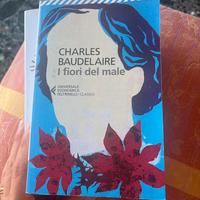 CHARLES
BAUDELAIRE
I fiori del male
UNIVERSALE
ECONOMICA
FELTRINELLI/CLASSICI